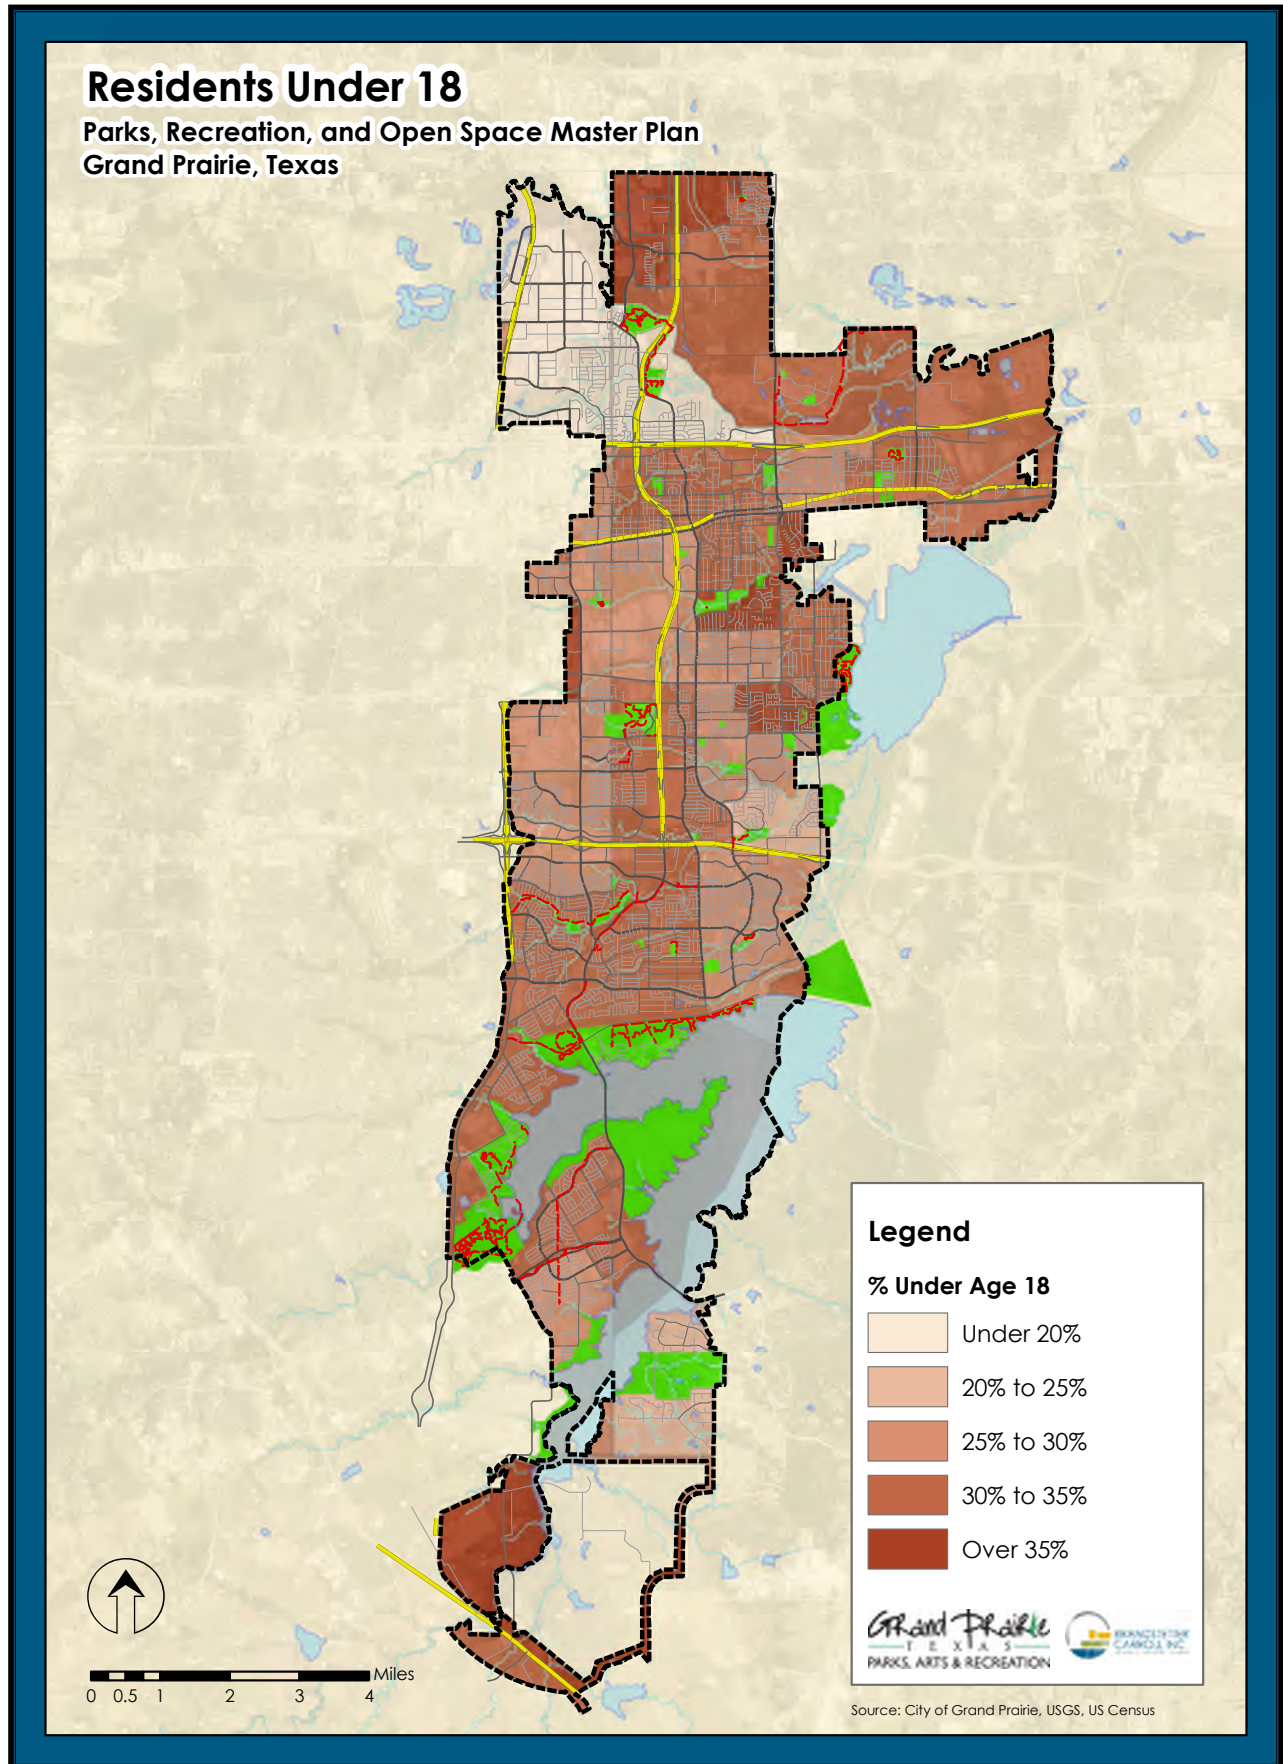 Residents Under 18
Parks, Recreation, and Open Space Master Plan
Grand Prairie, Texas
Legend
% Under Age 18
Under 20%
20% to 25%
25% to 30%
30% to 35%
Over 35%
Grand Prairie
TEXAS
PARKS, ARTS & RECREATION
CARROLL INC
Miles
0 0.5 1 2 3 4
Source: City of Grand Prairie, USGS, US Census